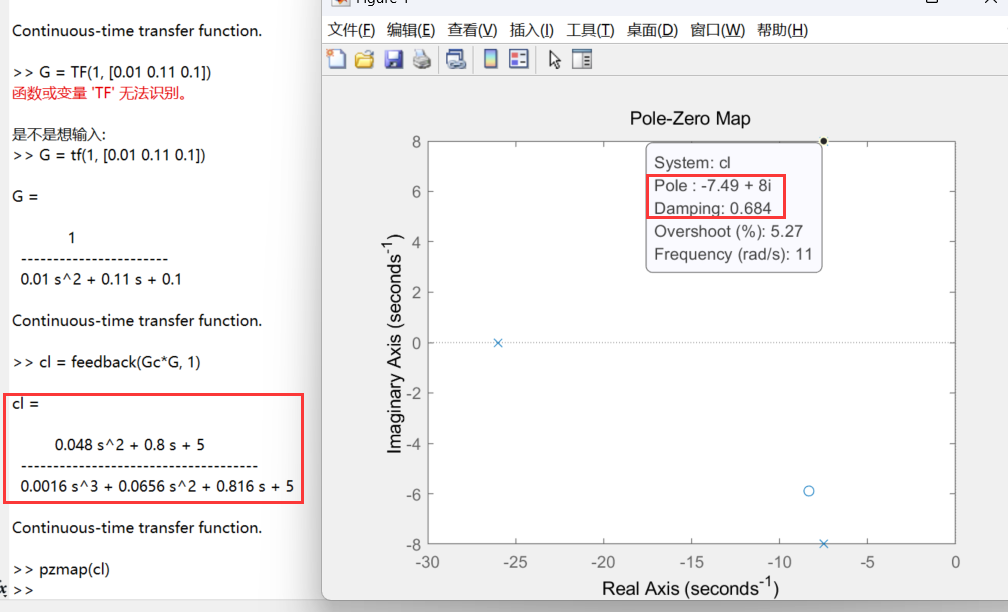 Continuous-time transfer function.
>> G = TF(1, [0.01 0.11 0.1])
函数或变量 'TF' 无法识别。
是不是想输入:
>> G = tf(1, [0.01 0.11 0.1])
G =
1
----------------------
0.01 s^2 + 0.11 s + 0.1
Continuous-time transfer function.
>> cl = feedback(Gc*G, 1)
cl =
0.048 s^2 + 0.8 s + 5
-----------------------------------
0.0016 s^3 + 0.0656 s^2 + 0.816 s + 5
Continuous-time transfer function.
>> pzmap(cl)
>>
文件(F) 编辑(E) 查看(V) 插入(I) 工具(T) 桌面(D) 窗口(W) 帮助(H)
Pole-Zero Map
System: cl
Pole : -7.49 + 8i
Damping: 0.684
Overshoot (%): 5.27
Frequency (rad/s): 11
Imaginary Axis (seconds-1)
8
6
4
2
0
-2
-4
-6
-8
-30 -25 -20 -15 -10 -5 0
Real Axis (seconds-1)